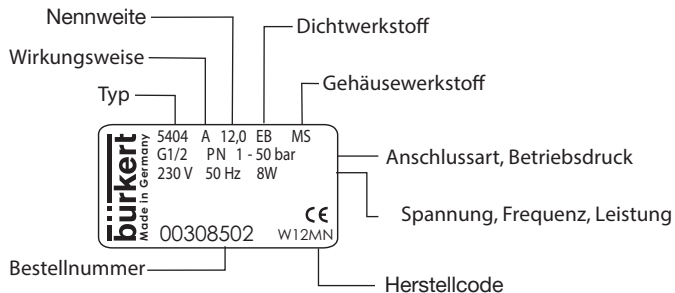 Nennweite
Dichtwerkstoff
Wirkungsweise
Gehäusewerkstoff
Typ
bürkert
Made in Germany
5404 A 12,0 EB MS
G1/2 PN 1 - 50 bar
230 V 50 Hz 8W
CE
00308502 W12MN
Anschlussart, Betriebsdruck
Spannung, Frequenz, Leistung
Bestellnummer
Herstellcode